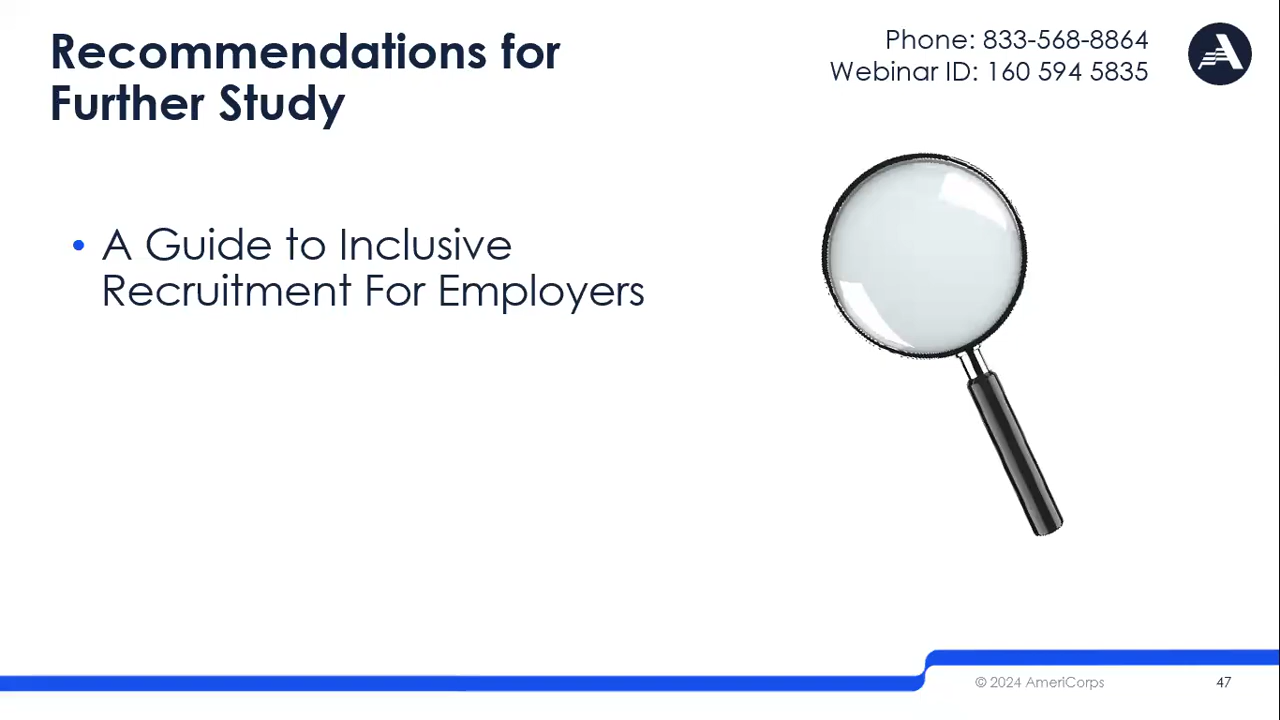 Recommendations for
Further Study
Phone: 833-568-8864
Webinar ID: 160 594 5835
• A Guide to Inclusive
Recruitment For Employers
© 2024 AmeriCorps
47